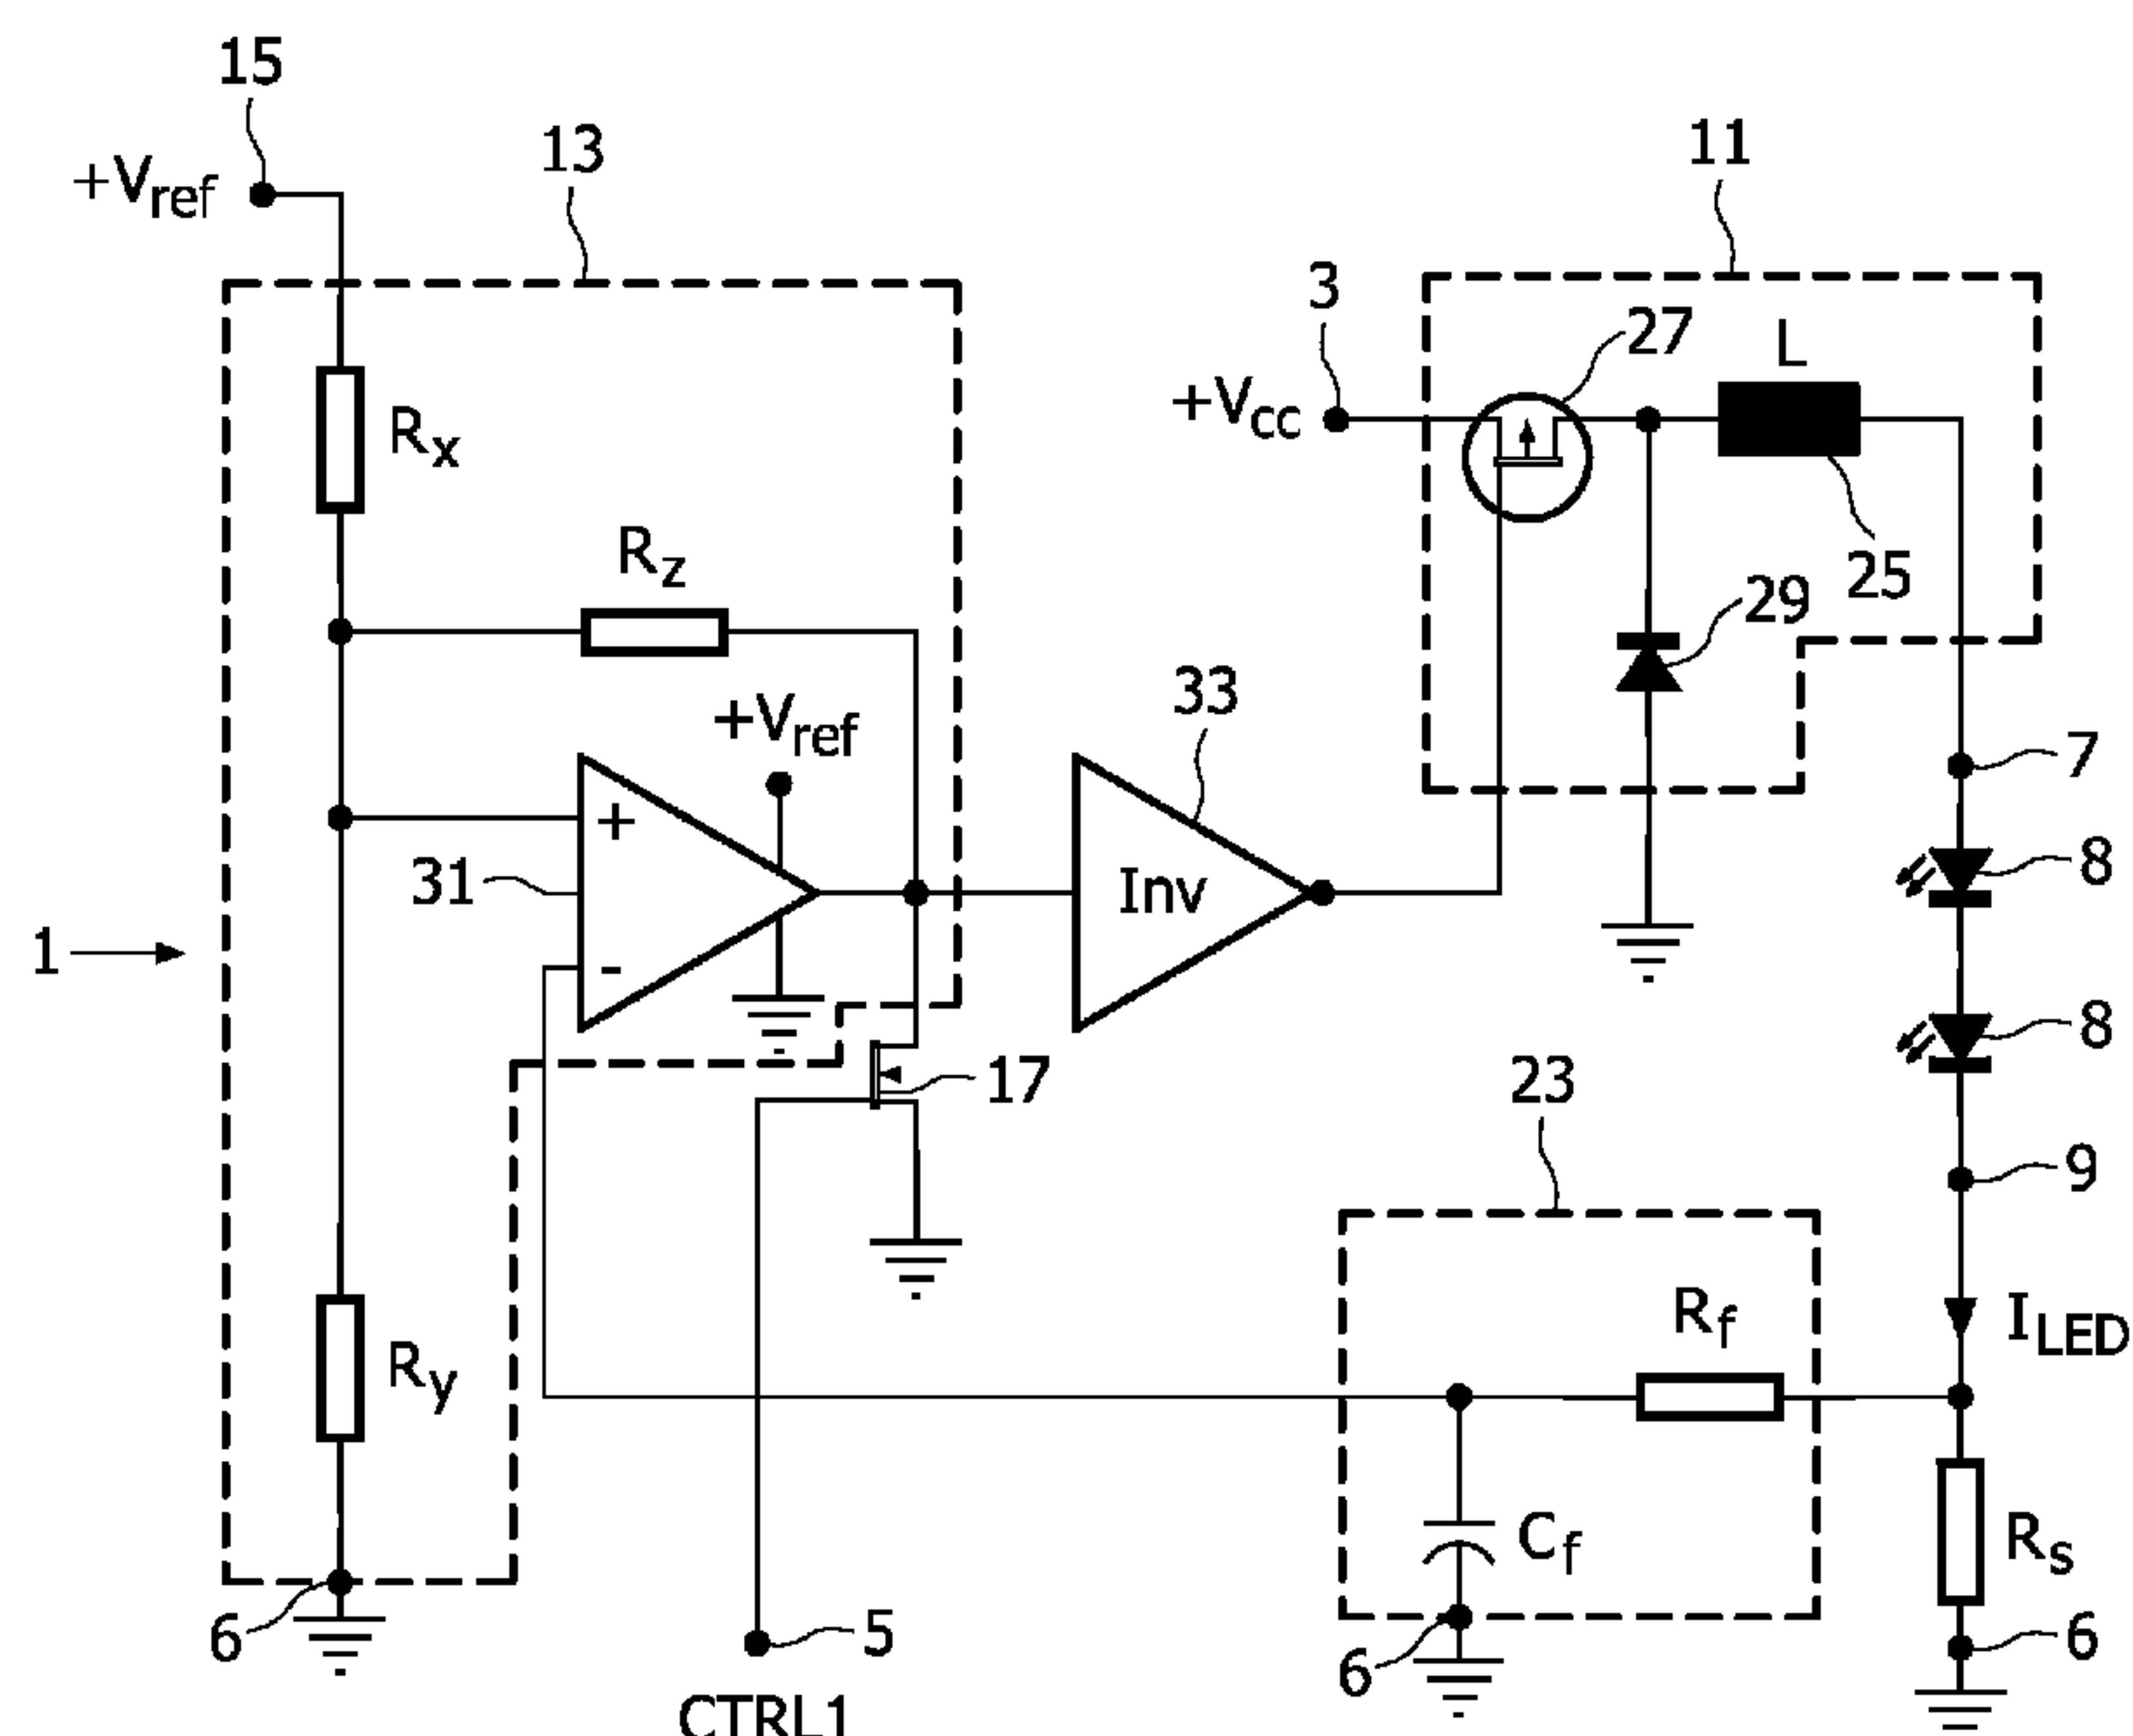 15
13
11
+Vref
3
27
L
+Vcc
Rx
Rz
25
29
+Vref
33
7
+
31
Inv
8
1
-
8
17
23
9
Rf
ILED
Ry
Cf
Rs
6
5
6
6
CTRL1